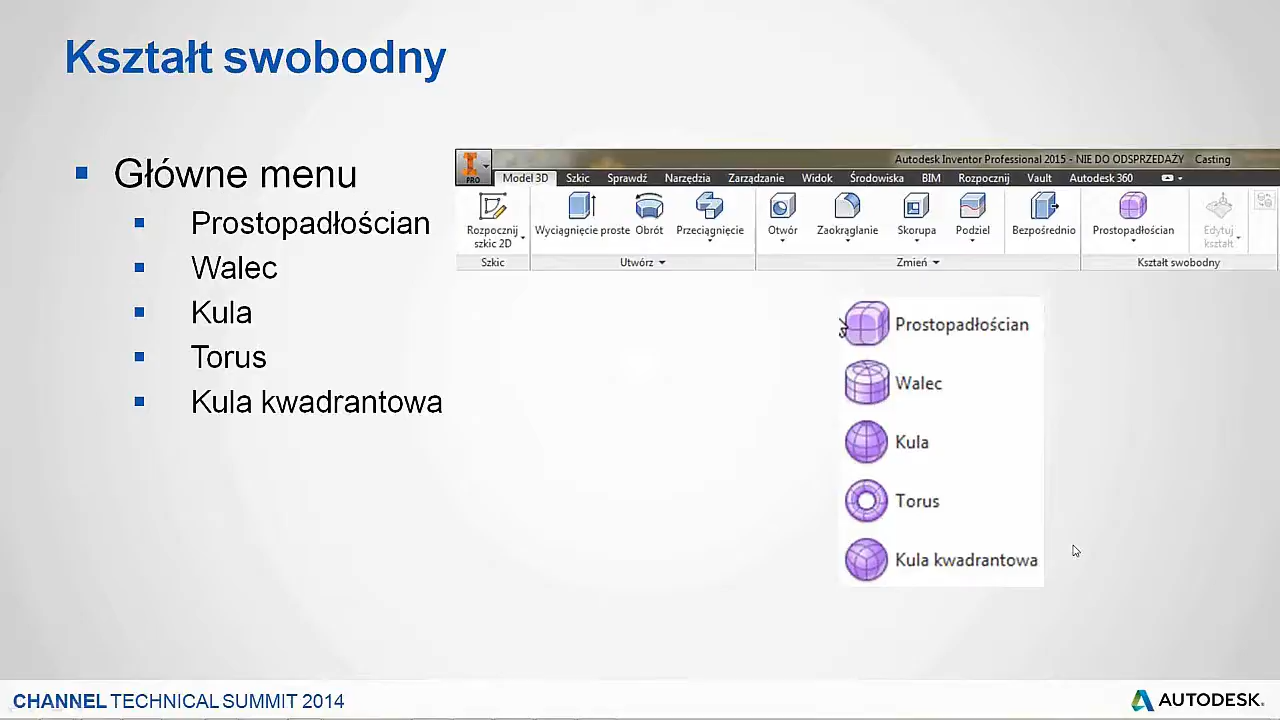 Kształt swobodny
Główne menu
Prostopadłościan
Walec
Kula
Torus
Kula kwadrantowa
Autodesk Inventor Professional 2015 - NIE DO ODSPRZEDAŻY Casting
PRO
Model 3D Szkic Sprawdź Narzędzia Zarządzanie Widok Środowiska BIM Rozpocznij Vault Autodesk 360
Rozpocznij szkic 2D
Wyciągnięcie proste
Obrót
Przeciągnięcie
Otwór
Zaokrąglanie
Skorupa
Podziel
Bezpośrednio
Prostopadłościan
Edytuj kształt
Szkic
Utwórz
Zmień
Kształt swobodny
Prostopadłościan
Walec
Kula
Torus
Kula kwadrantowa
CHANNEL TECHNICAL SUMMIT 2014
AUTODESK.